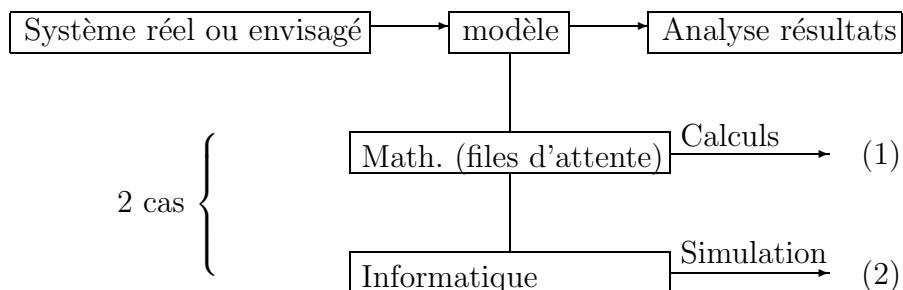 Système réel ou envisagé modèle Analyse résultats
Math. (files d'attente) Calculs (1)
2 cas
Informatique Simulation (2)